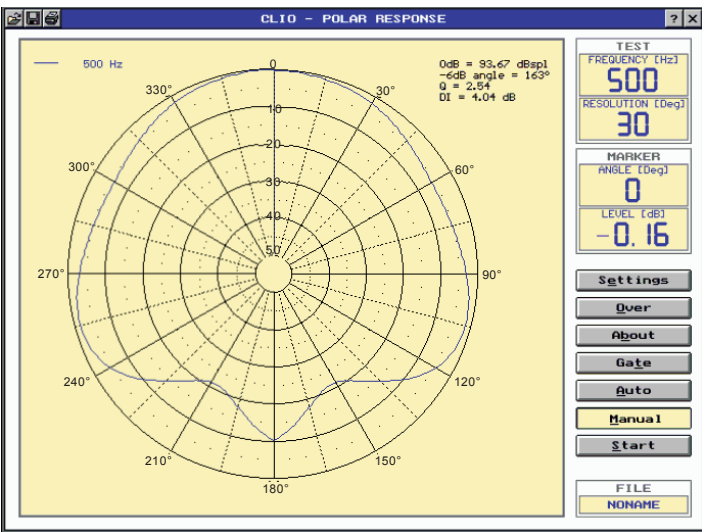 CLIO - POLAR RESPONSE
? ×
500 Hz
0dB = 93.67 dBspl
-6dB angle = 163°
Q = 2.54
DI = 4.04 dB
0
330°
30°
10
20
300°
60°
30
40
50
270°
90°
240°
120°
210°
150°
180°
TEST
FREQUENCY [Hz]
500
RESOLUTION [Deg]
30
MARKER
ANGLE [Deg]
0
LEVEL [dB]
-0.16
Settings
Over
About
Gate
Auto
Manual
Start
FILE
NONAME